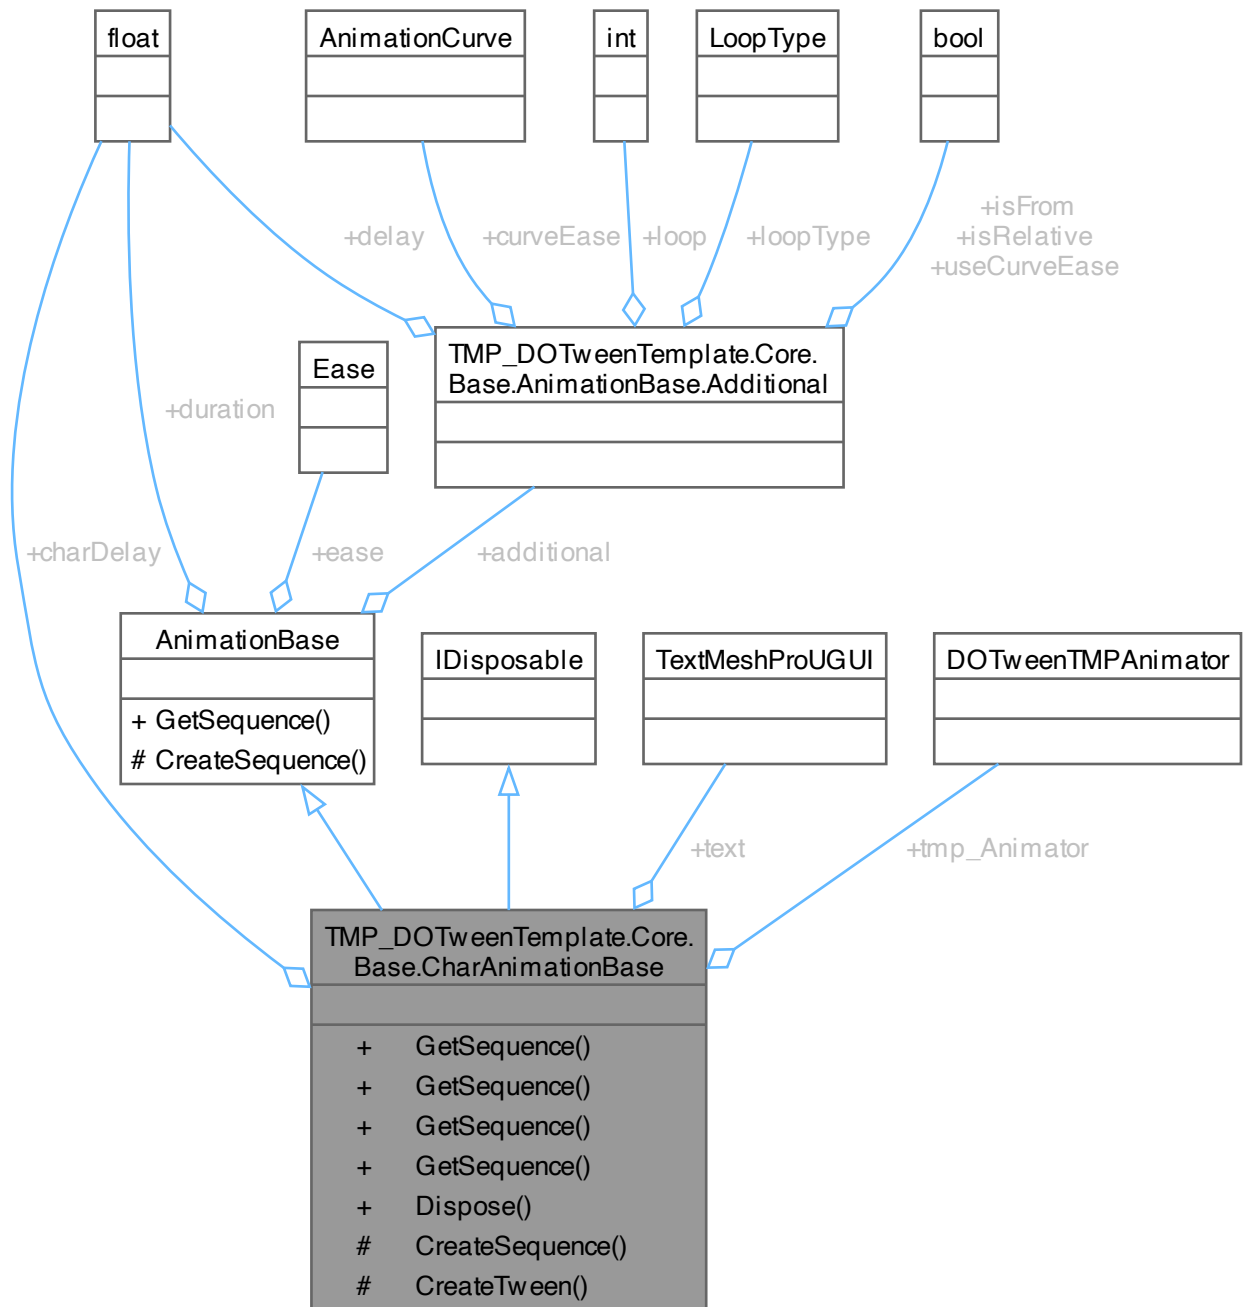 float
AnimationCurve
int
LoopType
bool
+isFrom
+isRelative
+useCurveEase
+delay
+curveEase
+loop
+loopType
TMP_DOTweenTemplate.Core.
Base.AnimationBase.Additional
Ease
+duration
+charDelay
+ease
+additional
AnimationBase
+ GetSequence()
# CreateSequence()
IDisposable
TextMeshProUGUI
DOTweenTMPAnimator
+text
+tmp_Animator
TMP_DOTweenTemplate.Core.
Base.CharAnimationBase
+ GetSequence()
+ GetSequence()
+ GetSequence()
+ GetSequence()
+ Dispose()
# CreateSequence()
# CreateTween()